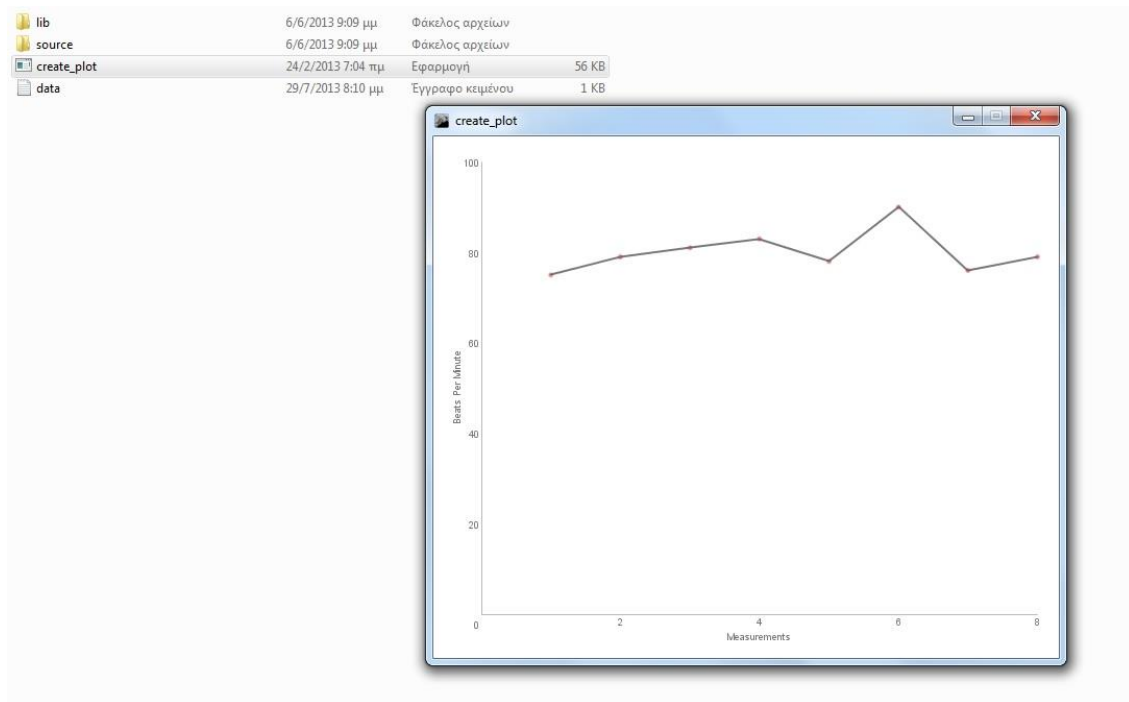 lib 6/6/2013 9:09 μμ Φάκελος αρχείων
source 6/6/2013 9:09 μμ Φάκελος αρχείων
create_plot 24/2/2013 7:04 πμ Εφαρμογή 56 KB
data 29/7/2013 8:10 μμ Έγγραφο κειμένου 1 KB
create_plot
100
80
60
40
20
0
Beats Per Minute
2 4 6 8
Measurements